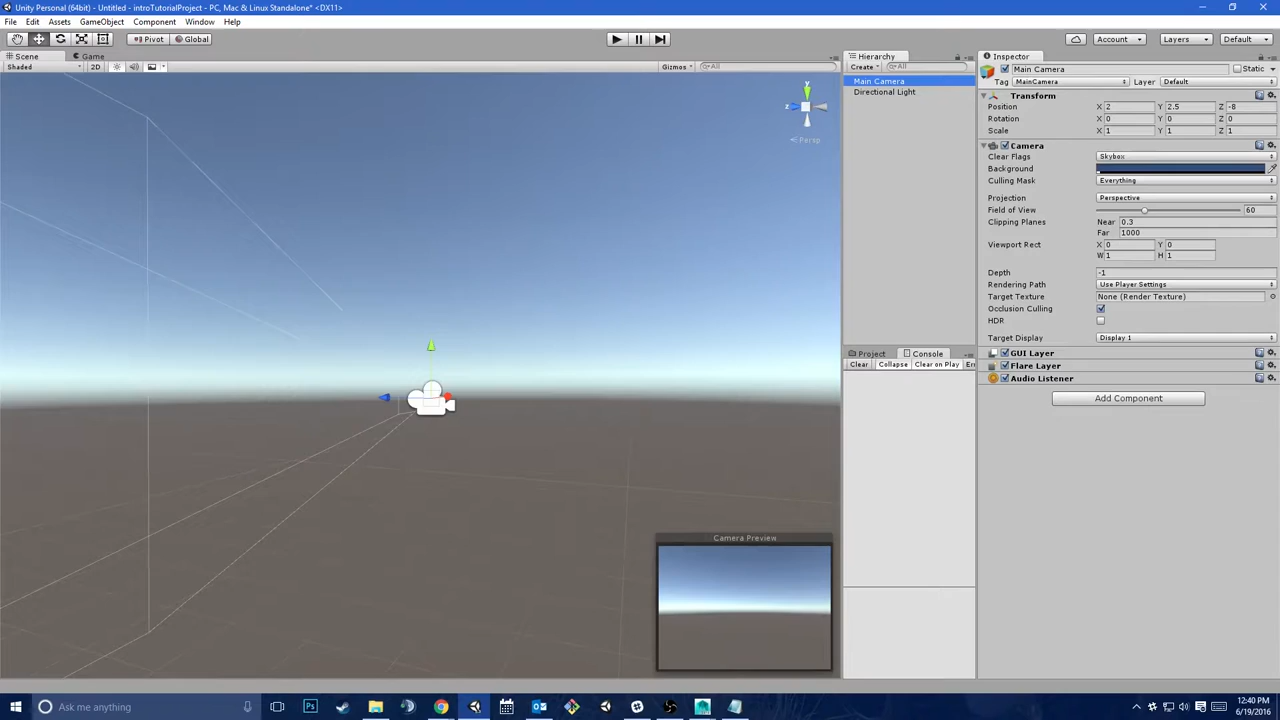 Unity Personal (64bit) - Untitled - introTutorialProject - PC, Mac & Linux Standalone* <DX11>
File Edit Assets GameObject Component Window Help
Pivot Global Account Layers Default
Scene Game
Shaded 2D Gizmos All
y
z
Persp
Camera Preview
Hierarchy
Create All
Main Camera
Directional Light
Project Console
Clear Collapse Clear on Play Err
Inspector
Main Camera Static
Tag MainCamera Layer Default
Transform
Position X 2 Y 2.5 Z -8
Rotation X 0 Y 0 Z 0
Scale X 1 Y 1 Z 1
Camera
Clear Flags Skybox
Background
Culling Mask Everything
Projection Perspective
Field of View 60
Clipping Planes Near 0.3
Far 1000
Viewport Rect X 0 Y 0
W 1 H 1
Depth -1
Rendering Path Use Player Settings
Target Texture None (Render Texture)
Occlusion Culling
HDR
Target Display Display 1
GUI Layer
Flare Layer
Audio Listener
Add Component
Ask me anything
12:40 PM
6/19/2016